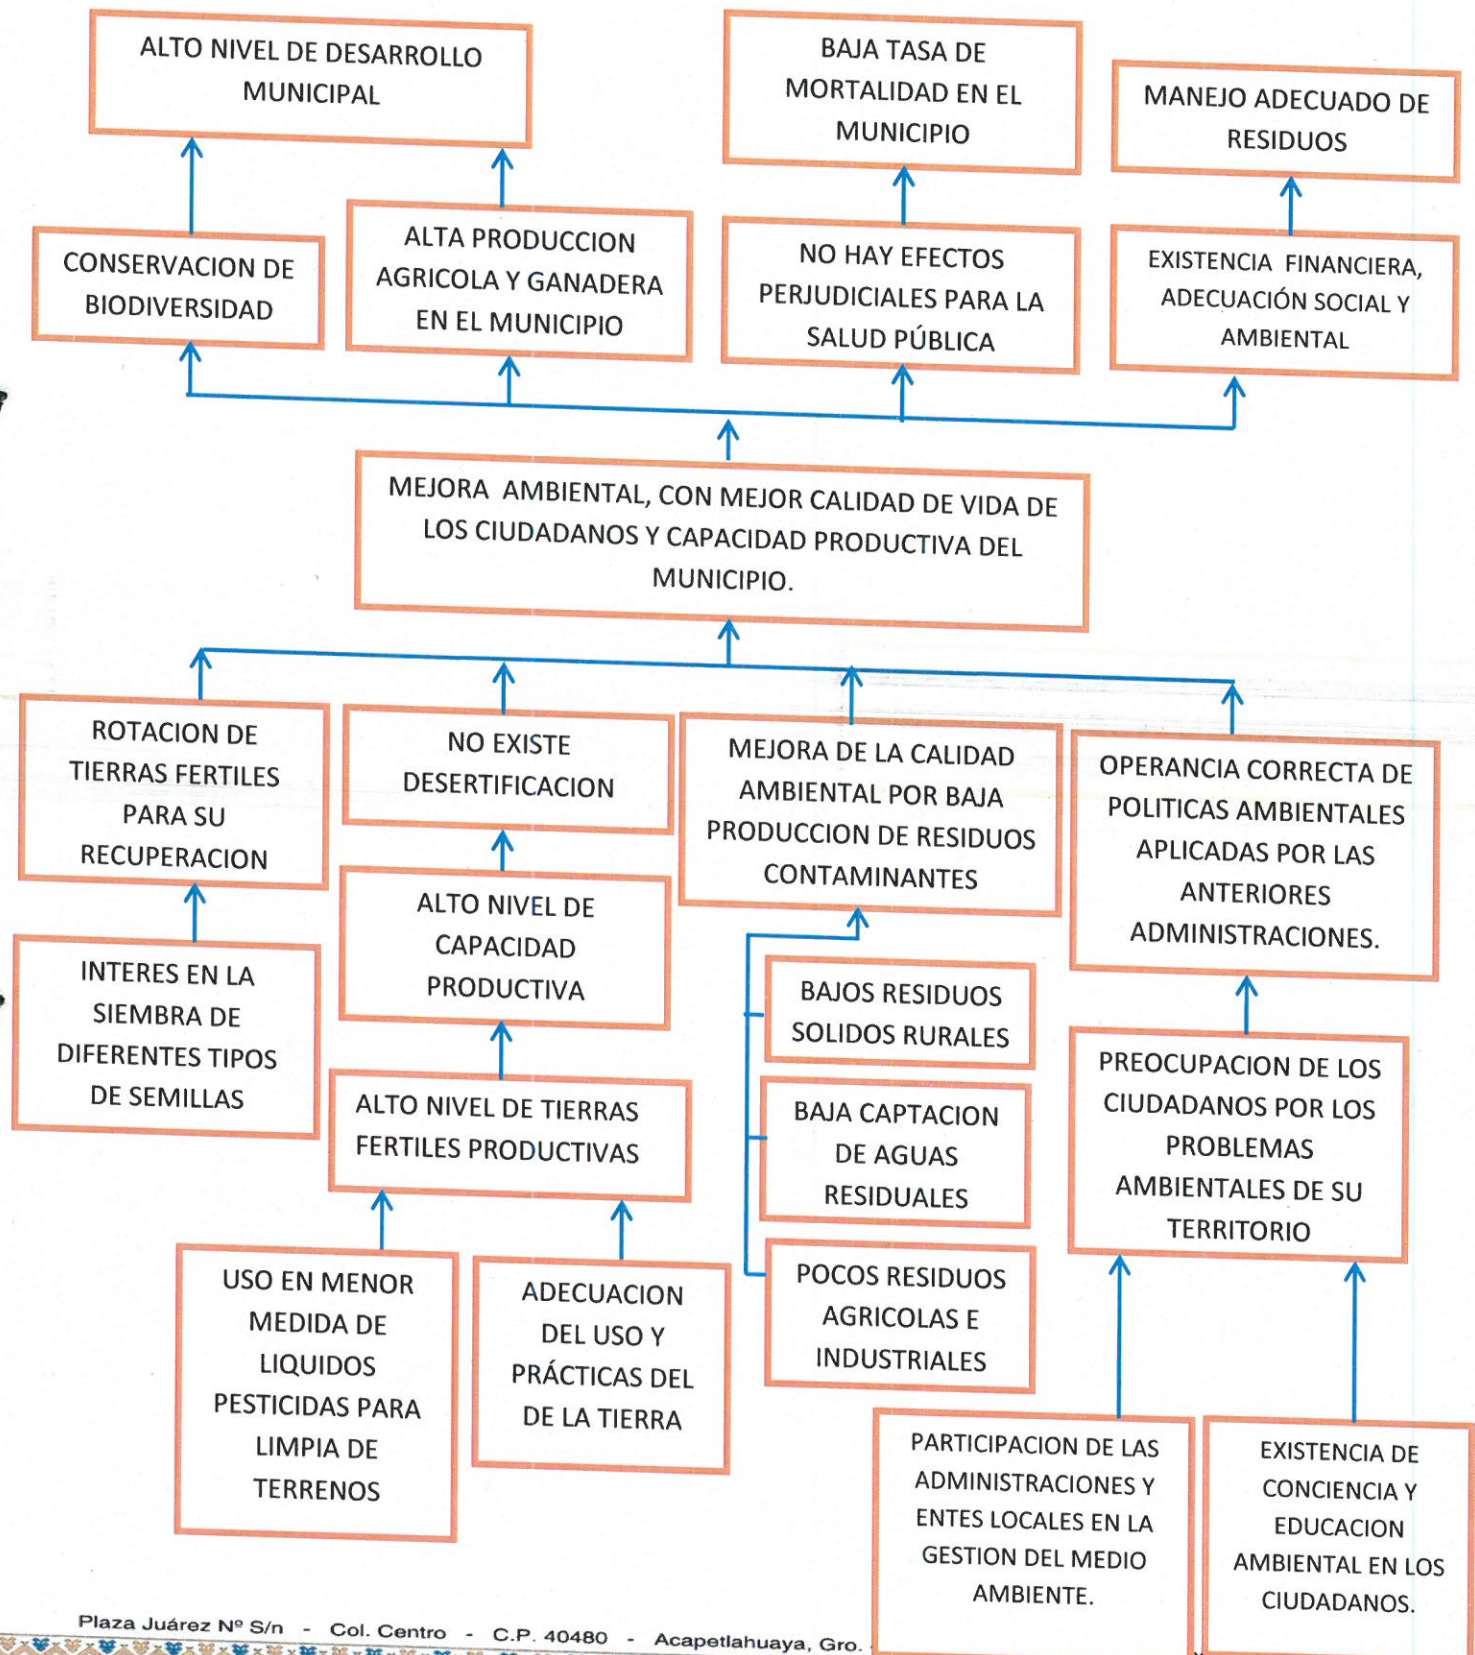 ALTO NIVEL DE DESARROLLO
MUNICIPAL
BAJA TASA DE
MORTALIDAD EN EL
MUNICIPIO
MANEJO ADECUADO DE
RESIDUOS
CONSERVACION DE
BIODIVERSIDAD
ALTA PRODUCCION
AGRICOLA Y GANADERA
EN EL MUNICIPIO
NO HAY EFECTOS
PERJUDICIALES PARA LA
SALUD PÚBLICA
EXISTENCIA FINANCIERA,
ADECUACIÓN SOCIAL Y
AMBIENTAL
MEJORA AMBIENTAL, CON MEJOR CALIDAD DE VIDA DE
LOS CIUDADANOS Y CAPACIDAD PRODUCTIVA DEL
MUNICIPIO.
ROTACION DE
TIERRAS FERTILES
PARA SU
RECUPERACION
NO EXISTE
DESERTIFICACION
MEJORA DE LA CALIDAD
AMBIENTAL POR BAJA
PRODUCCION DE RESIDUOS
CONTAMINANTES
OPERANCIA CORRECTA DE
POLITICAS AMBIENTALES
APLICADAS POR LAS
ANTERIORES
ADMINISTRACIONES.
INTERES EN LA
SIEMBRA DE
DIFERENTES TIPOS
DE SEMILLAS
ALTO NIVEL DE
CAPACIDAD
PRODUCTIVA
BAJOS RESIDUOS
SOLIDOS RURALES
PREOCUPACION DE LOS
CIUDADANOS POR LOS
PROBLEMAS
AMBIENTALES DE SU
TERRITORIO
ALTO NIVEL DE TIERRAS
FERTILES PRODUCTIVAS
BAJA CAPTACION
DE AGUAS
RESIDUALES
USO EN MENOR
MEDIDA DE
LIQUIDOS
PESTICIDAS PARA
LIMPIA DE
TERRENOS
ADECUACION
DEL USO Y
PRÁCTICAS DEL
DE LA TIERRA
POCOS RESIDUOS
AGRICOLAS E
INDUSTRIALES
PARTICIPACION DE LAS
ADMINISTRACIONES Y
ENTES LOCALES EN LA
GESTION DEL MEDIO
AMBIENTE.
EXISTENCIA DE
CONCIENCIA Y
EDUCACION
AMBIENTAL EN LOS
CIUDADANOS.
Plaza Juárez Nº S/n - Col. Centro - C.P. 40480 - Acapetlahuaya, Gro.